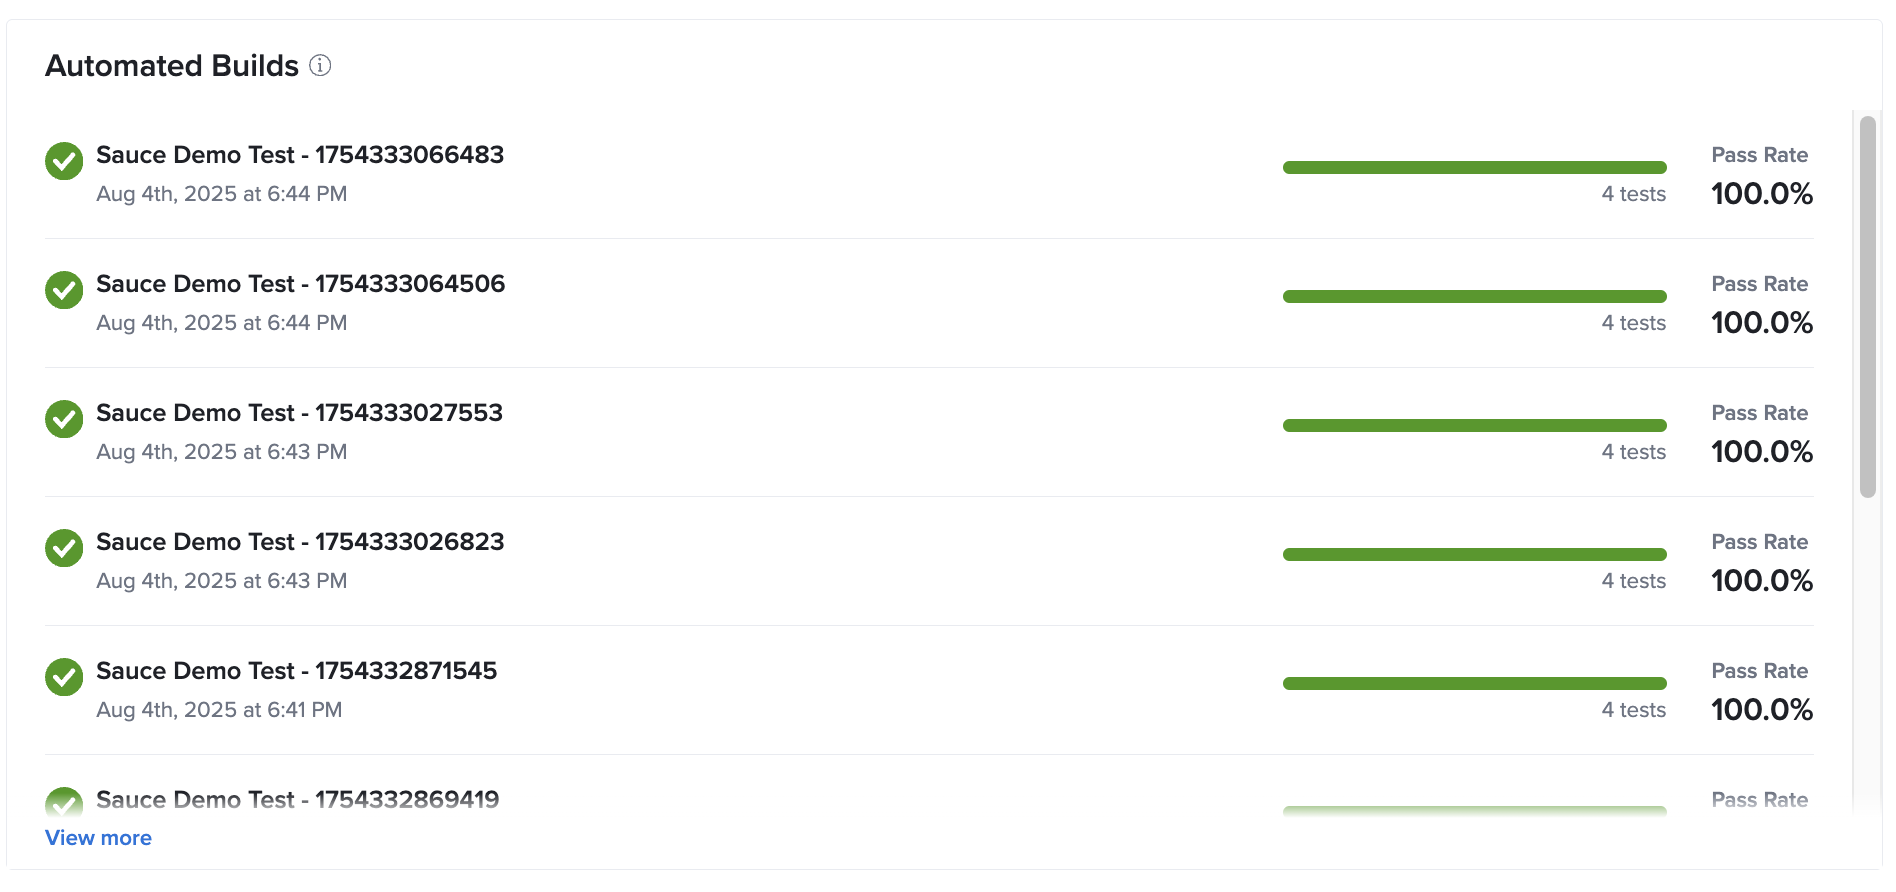 Automated Builds
Sauce Demo Test - 1754333066483
Aug 4th, 2025 at 6:44 PM
4 tests
Pass Rate
100.0%
Sauce Demo Test - 1754333064506
Aug 4th, 2025 at 6:44 PM
4 tests
Pass Rate
100.0%
Sauce Demo Test - 1754333027553
Aug 4th, 2025 at 6:43 PM
4 tests
Pass Rate
100.0%
Sauce Demo Test - 1754333026823
Aug 4th, 2025 at 6:43 PM
4 tests
Pass Rate
100.0%
Sauce Demo Test - 1754332871545
Aug 4th, 2025 at 6:41 PM
4 tests
Pass Rate
100.0%
Sauce Demo Test - 1754332869419
Pass Rate
View more